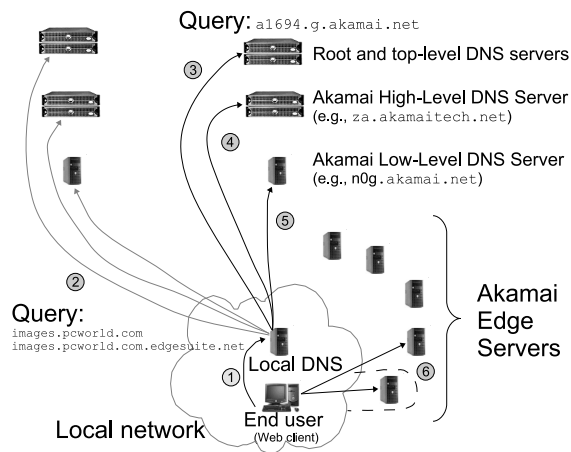 Query: a1694.g.akamai.net
3
Root and top-level DNS servers
Akamai High-Level DNS Server
(e.g., za.akamaitech.net)
4
Akamai Low-Level DNS Server
(e.g., n0g.akamai.net)
5
2
Query:
images.pcworld.com
images.pcworld.com.edgesuite.net
Akamai
Edge
Servers
Local DNS
1
6
End user
(Web client)
Local network